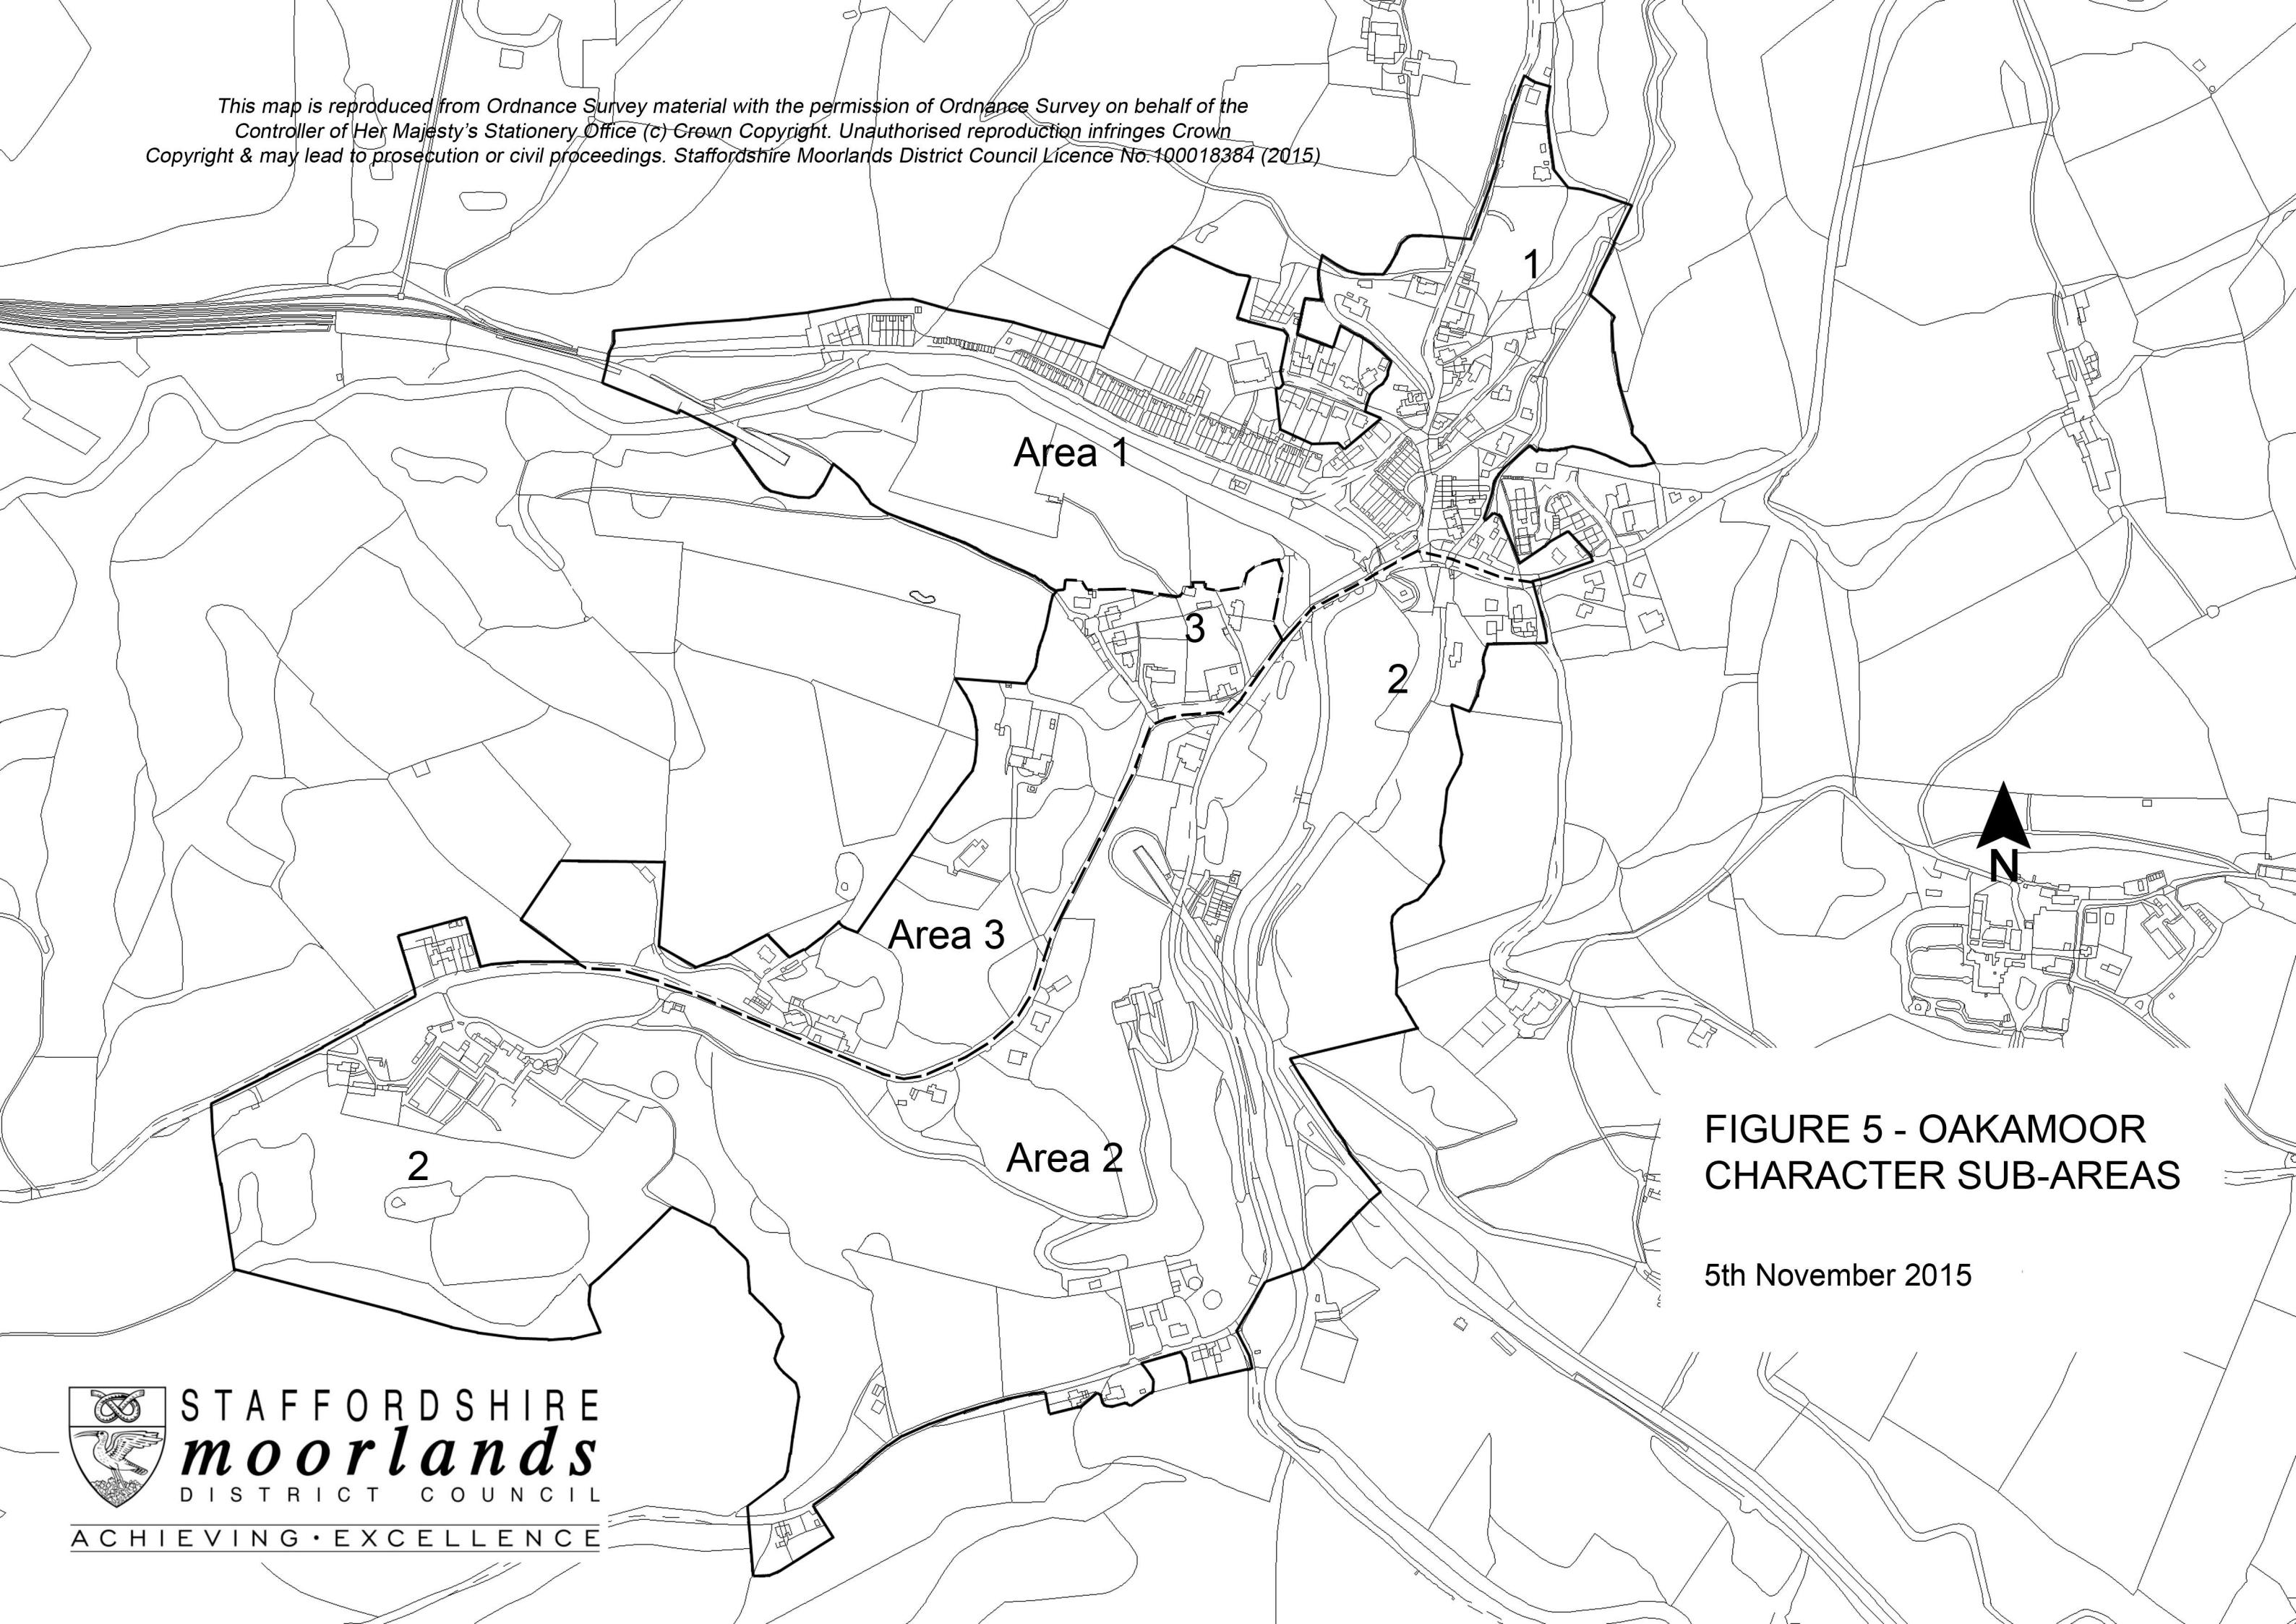 This map is reproduced from Ordnance Survey material with the permission of Ordnance Survey on behalf of the
Controller of Her Majesty's Stationery Office (c) Crown Copyright. Unauthorised reproduction infringes Crown
Copyright & may lead to prosecution or civil proceedings. Staffordshire Moorlands District Council Licence No.100018384 (2015)
1
Area 1
3
2
N
Area 3
Area 2
2
FIGURE 5 - OAKAMOOR
CHARACTER SUB-AREAS
5th November 2015
STAFFORDSHIRE
moorlands
DISTRICT COUNCIL
ACHIEVING • EXCELLENCE